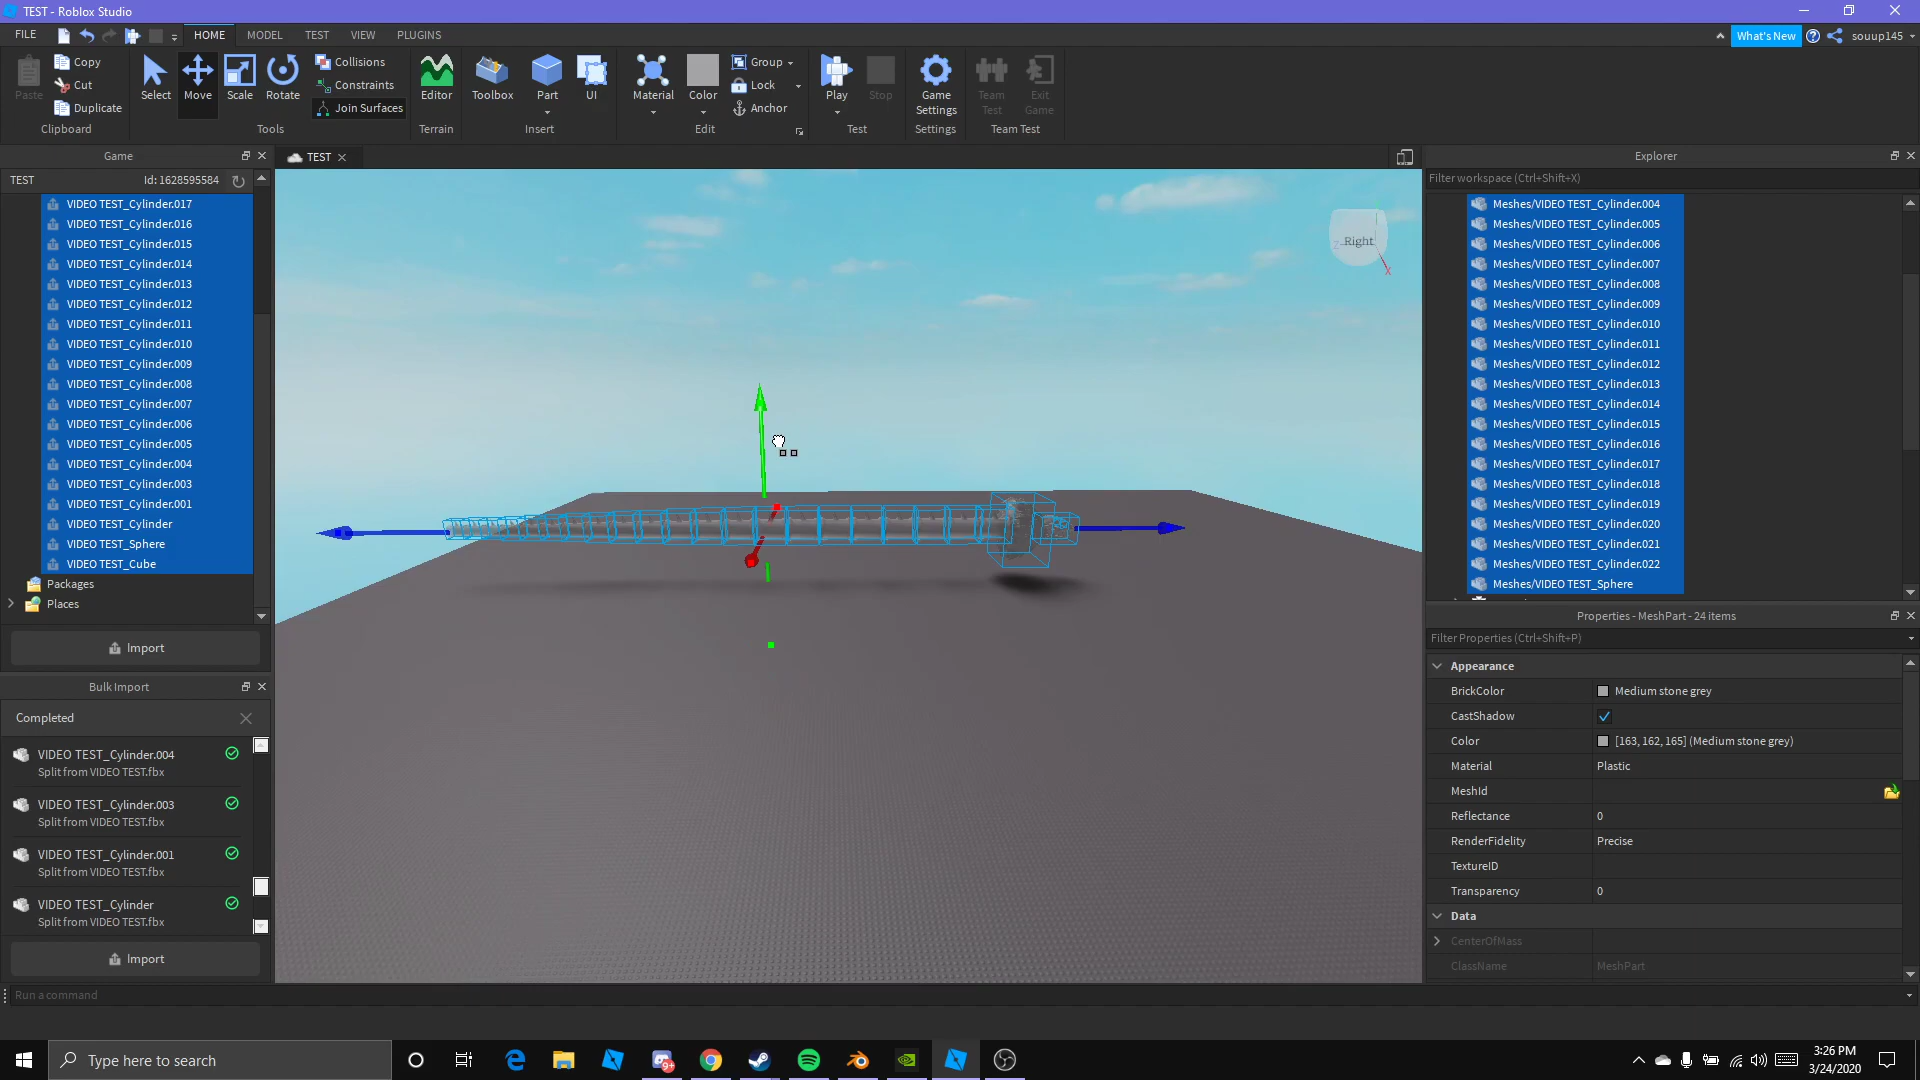 TEST - Roblox Studio
FILE HOME MODEL TEST VIEW PLUGINS What's New souup145
Paste Copy Cut Duplicate Clipboard
Select Move Scale Rotate Collisions Constraints Join Surfaces Tools
Editor Terrain
Toolbox Part UI Insert
Material Color Group Lock Anchor Edit
Play Stop Test
Game Settings Settings
Team Test Exit Game Team Test
Game
TEST Id: 1628595584
VIDEO TEST_Cylinder.017
VIDEO TEST_Cylinder.016
VIDEO TEST_Cylinder.015
VIDEO TEST_Cylinder.014
VIDEO TEST_Cylinder.013
VIDEO TEST_Cylinder.012
VIDEO TEST_Cylinder.011
VIDEO TEST_Cylinder.010
VIDEO TEST_Cylinder.009
VIDEO TEST_Cylinder.008
VIDEO TEST_Cylinder.007
VIDEO TEST_Cylinder.006
VIDEO TEST_Cylinder.005
VIDEO TEST_Cylinder.004
VIDEO TEST_Cylinder.003
VIDEO TEST_Cylinder.001
VIDEO TEST_Cylinder
VIDEO TEST_Sphere
VIDEO TEST_Cube
Packages
Places
Import
Bulk Import
Completed
VIDEO TEST_Cylinder.004
Split from VIDEO TEST.fbx
VIDEO TEST_Cylinder.003
Split from VIDEO TEST.fbx
VIDEO TEST_Cylinder.001
Split from VIDEO TEST.fbx
VIDEO TEST_Cylinder
Split from VIDEO TEST.fbx
Import
TEST
Z Right
X
Explorer
Filter workspace (Ctrl+Shift+X)
Meshes/VIDEO TEST_Cylinder.004
Meshes/VIDEO TEST_Cylinder.005
Meshes/VIDEO TEST_Cylinder.006
Meshes/VIDEO TEST_Cylinder.007
Meshes/VIDEO TEST_Cylinder.008
Meshes/VIDEO TEST_Cylinder.009
Meshes/VIDEO TEST_Cylinder.010
Meshes/VIDEO TEST_Cylinder.011
Meshes/VIDEO TEST_Cylinder.012
Meshes/VIDEO TEST_Cylinder.013
Meshes/VIDEO TEST_Cylinder.014
Meshes/VIDEO TEST_Cylinder.015
Meshes/VIDEO TEST_Cylinder.016
Meshes/VIDEO TEST_Cylinder.017
Meshes/VIDEO TEST_Cylinder.018
Meshes/VIDEO TEST_Cylinder.019
Meshes/VIDEO TEST_Cylinder.020
Meshes/VIDEO TEST_Cylinder.021
Meshes/VIDEO TEST_Cylinder.022
Meshes/VIDEO TEST_Sphere
Properties - MeshPart - 24 items
Filter Properties (Ctrl+Shift+P)
Appearance
BrickColor Medium stone grey
CastShadow
Color [163, 162, 165] (Medium stone grey)
Material Plastic
MeshId
Reflectance 0
RenderFidelity Precise
TextureID
Transparency 0
Data
CenterOfMass
ClassName MeshPart
Run a command
Type here to search
9+
3:26 PM
3/24/2020